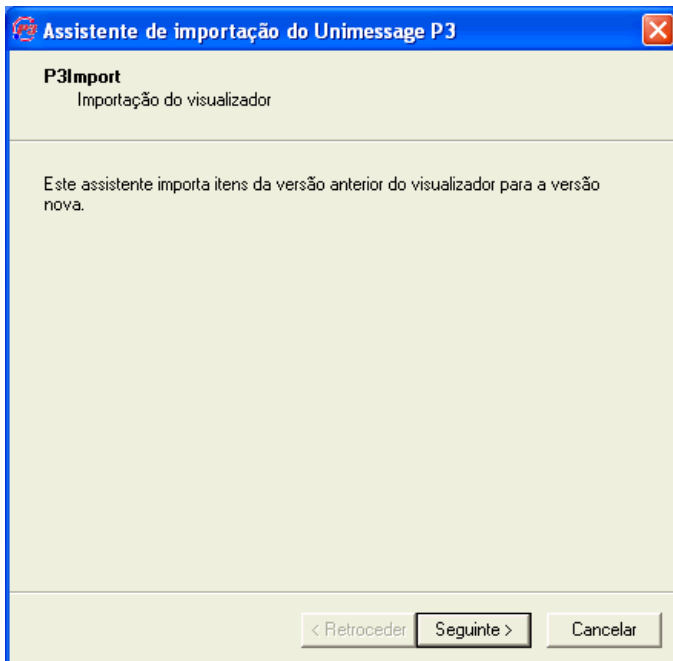 Assistente de importação do Unimessage P3
P3Import
Importação do visualizador
Este assistente importa itens da versão anterior do visualizador para a versão
nova.
< Retroceder
Seguinte >
Cancelar